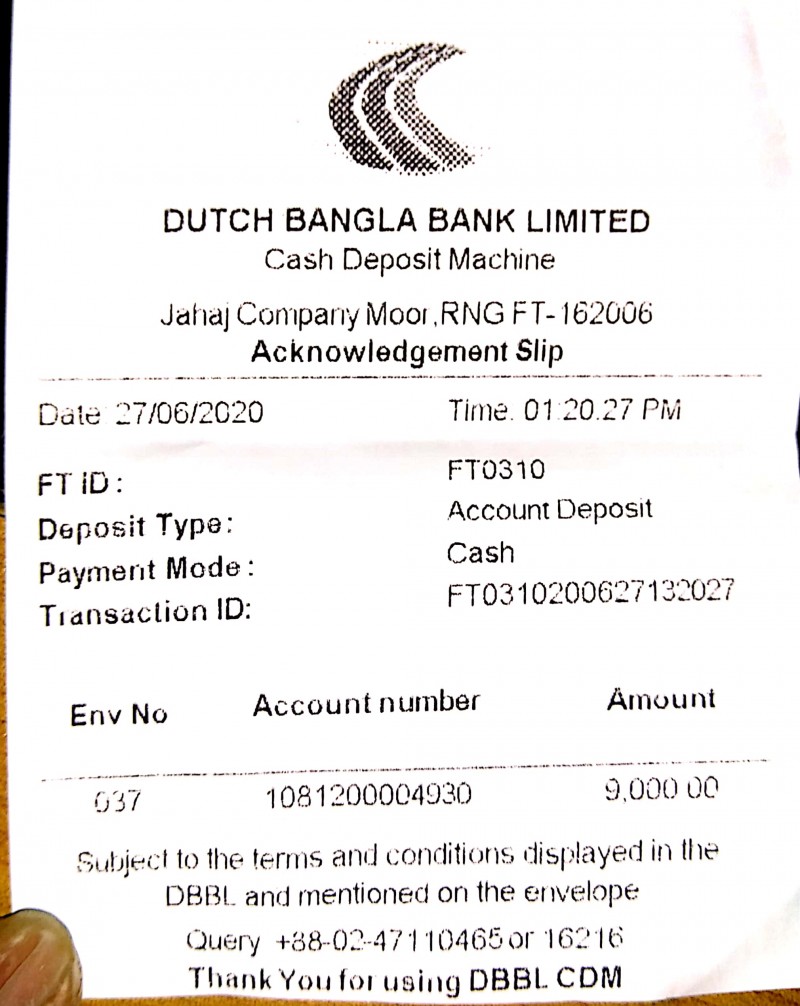 DUTCH BANGLA BANK LIMITED
Cash Deposit Machine
Jahaj Company Moor,RNG FT-162006
Acknowledgement Slip
Date: 27/06/2020 Time: 01:20:27 PM
FT ID: FT0310
Deposit Type: Account Deposit
Payment Mode: Cash
Transaction ID: FT0310200627132027
Env No Account number Amount
037 1081200004930 9,000.00
Subject to the terms and conditions displayed in the
DBBL and mentioned on the envelope
Query +88-02-47110465 or 16216
Thank You for using DBBL CDM